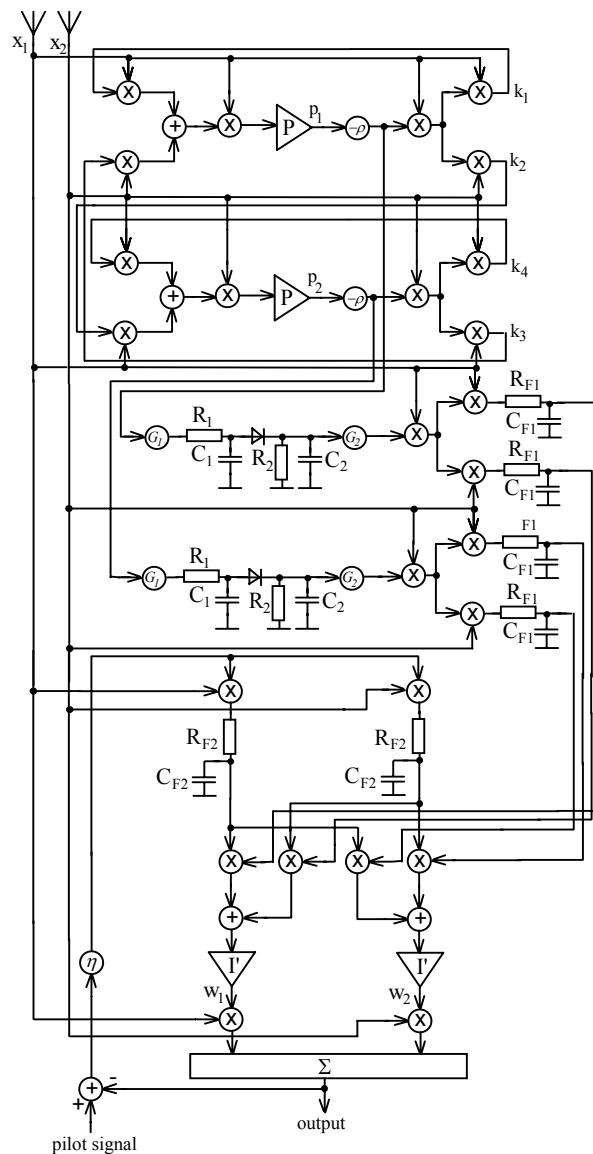 x1 x2
X X X X k1
+ X P p1 -ρ X
X X k2
X X X X k4
+ X P p2 -ρ X
X X k3
G1 R1 C1 R2 C2 G2 X X RF1 CF1
X RF1 CF1
G1 R1 C1 R2 C2 G2 X X F1 CF1
X RF1 CF1
X X
RF2 RF2
CF2 CF2
X X X X
+ +
η I' I'
w1 w2
X X
Σ
+ - +
output
pilot signal